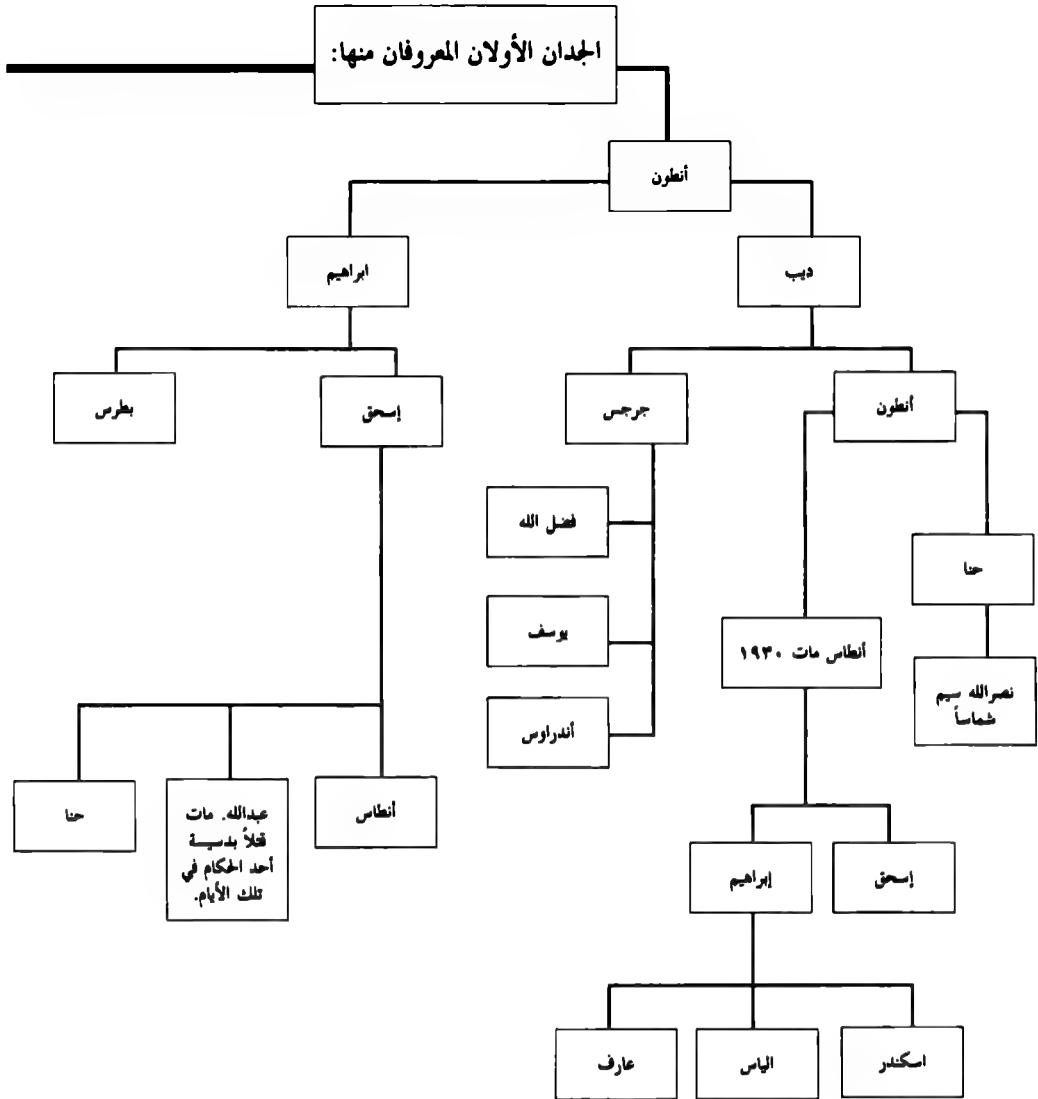 الجدان الأولان المعروفان منها:
أنطون
ديب
ابراهيم
أنطون
جرجس
إسحق
بطرس
فضل الله
حنا
يوسف
أنطاس مات ١٩٣٠
نصرالله سيم
شماساً
أندراوس
أنطاس
عبدالله. مات
قتلاً بدسيسة
أحد الحكام في
تلك الأيام.
حنا
إسحق
إبراهيم
اسكندر
الياس
عارف